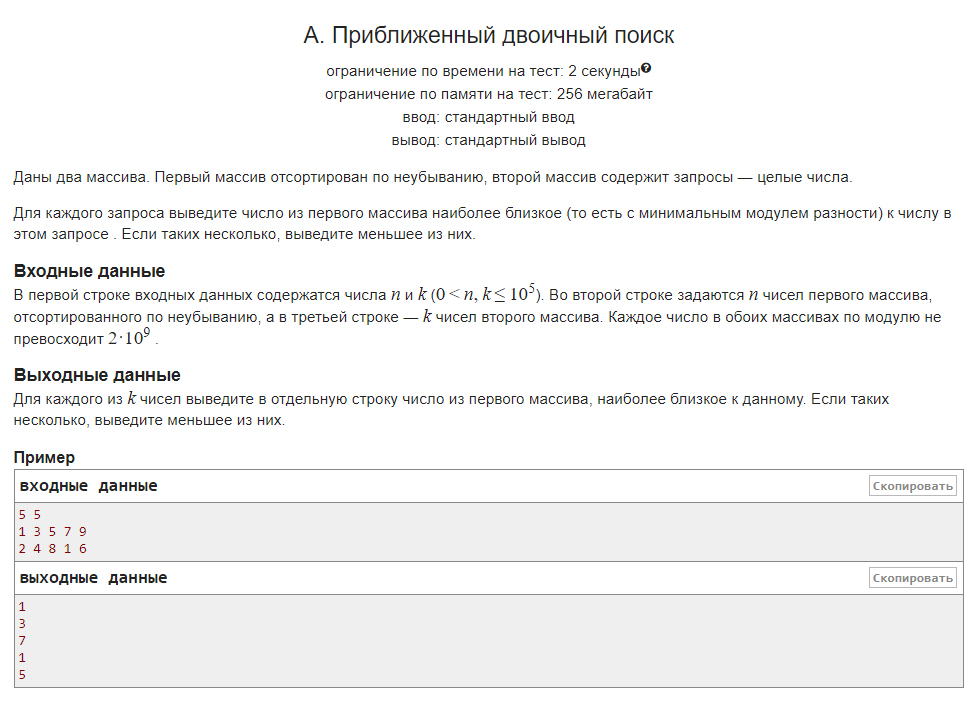 А. Приближенный двоичный поиск
ограничение по времени на тест: 2 секунды
ограничение по памяти на тест: 256 мегабайт
ввод: стандартный ввод
вывод: стандартный вывод
Даны два массива. Первый массив отсортирован по неубыванию, второй массив содержит запросы — целые числа.
Для каждого запроса выведите число из первого массива наиболее близкое (то есть с минимальным модулем разности) к числу в
этом запросе . Если таких несколько, выведите меньшее из них.
Входные данные
В первой строке входных данных содержатся числа n и k (0 < n, k ≤ 10^5). Во второй строке задаются n чисел первого массива,
отсортированного по неубыванию, а в третьей строке — k чисел второго массива. Каждое число в обоих массивах по модулю не
превосходит 2·10^9 .
Выходные данные
Для каждого из k чисел выведите в отдельную строку число из первого массива, наиболее близкое к данному. Если таких
несколько, выведите меньшее из них.
Пример
входные данные Скопировать
5 5
1 3 5 7 9
2 4 8 1 6
выходные данные Скопировать
1
3
7
1
5